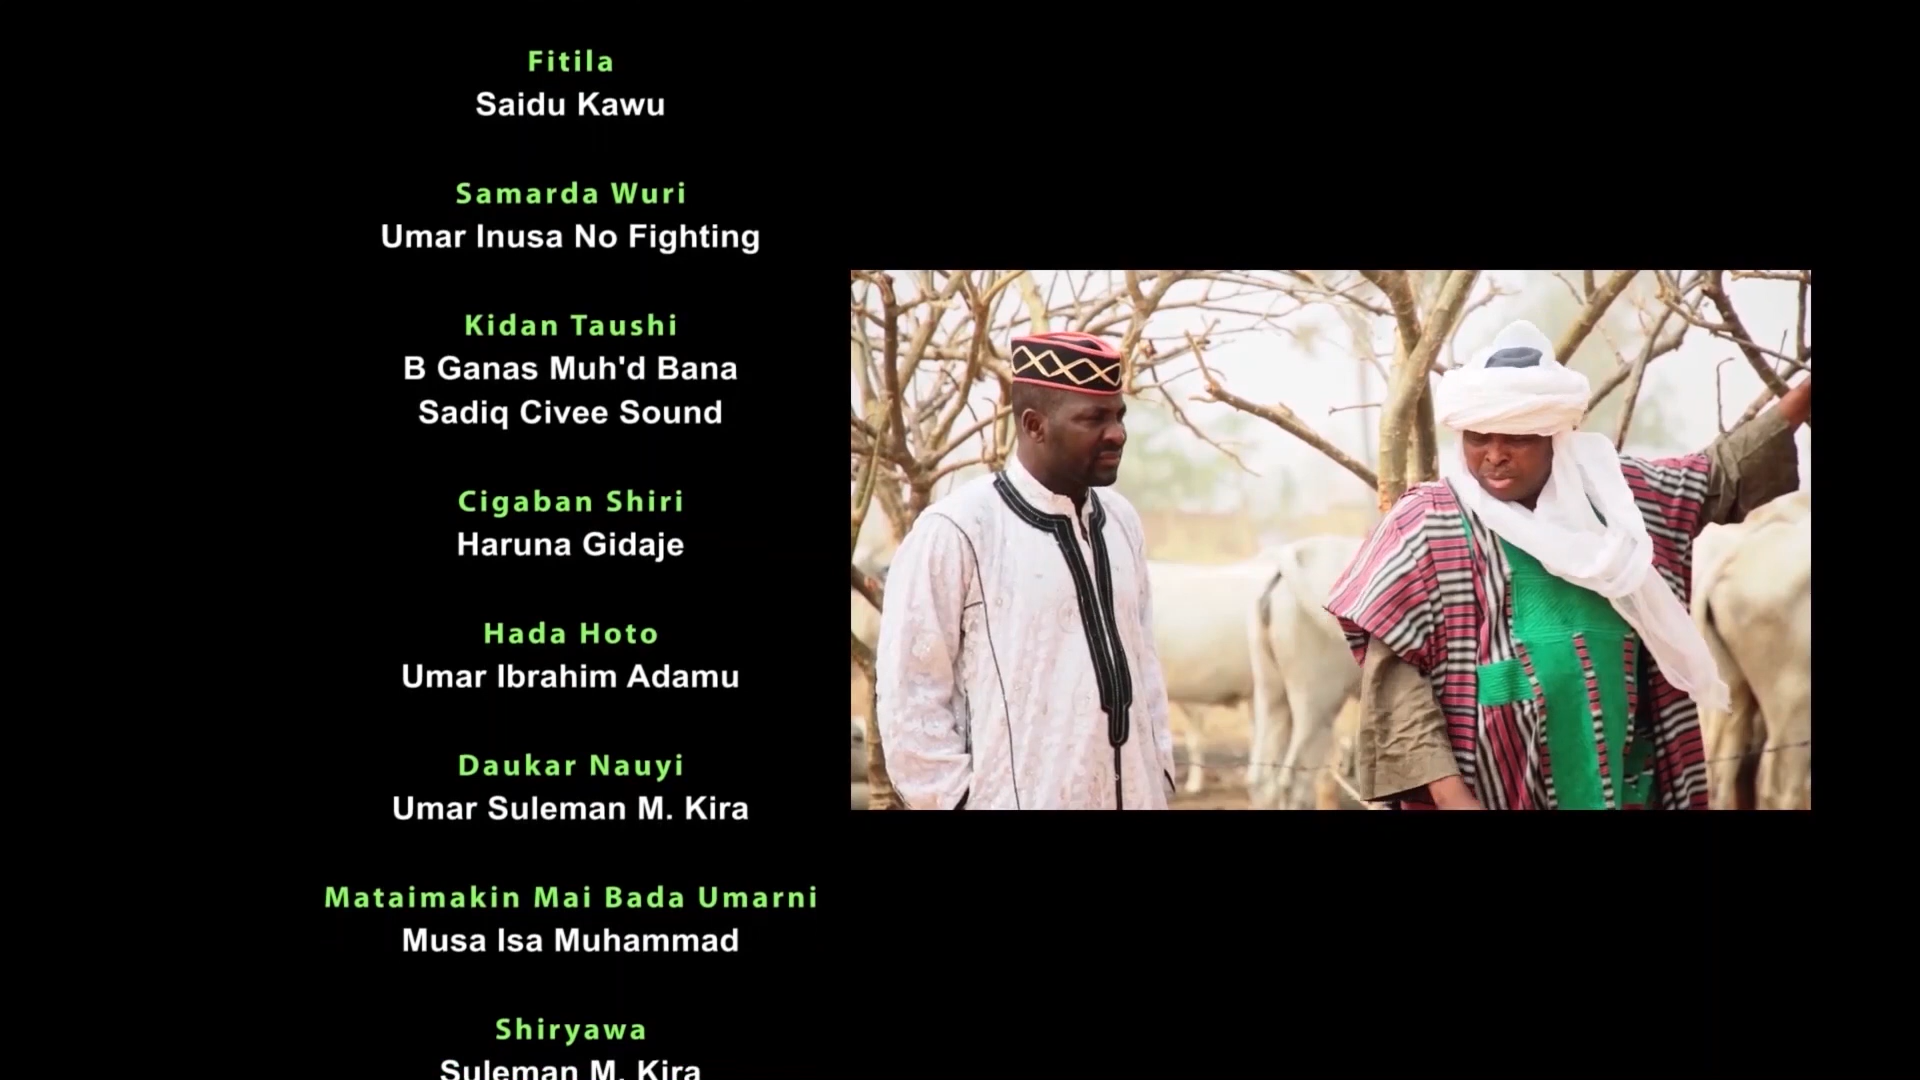 Fitila
Saidu Kawu
Samarda Wuri
Umar Inusa No Fighting
Kidan Taushi
B Ganas Muh'd Bana
Sadiq Civee Sound
Cigaban Shiri
Haruna Gidaje
Hada Hoto
Umar Ibrahim Adamu
Daukar Nauyi
Umar Suleman M. Kira
Mataimakin Mai Bada Umarni
Musa Isa Muhammad
Shiryawa
Suleman M. Kira